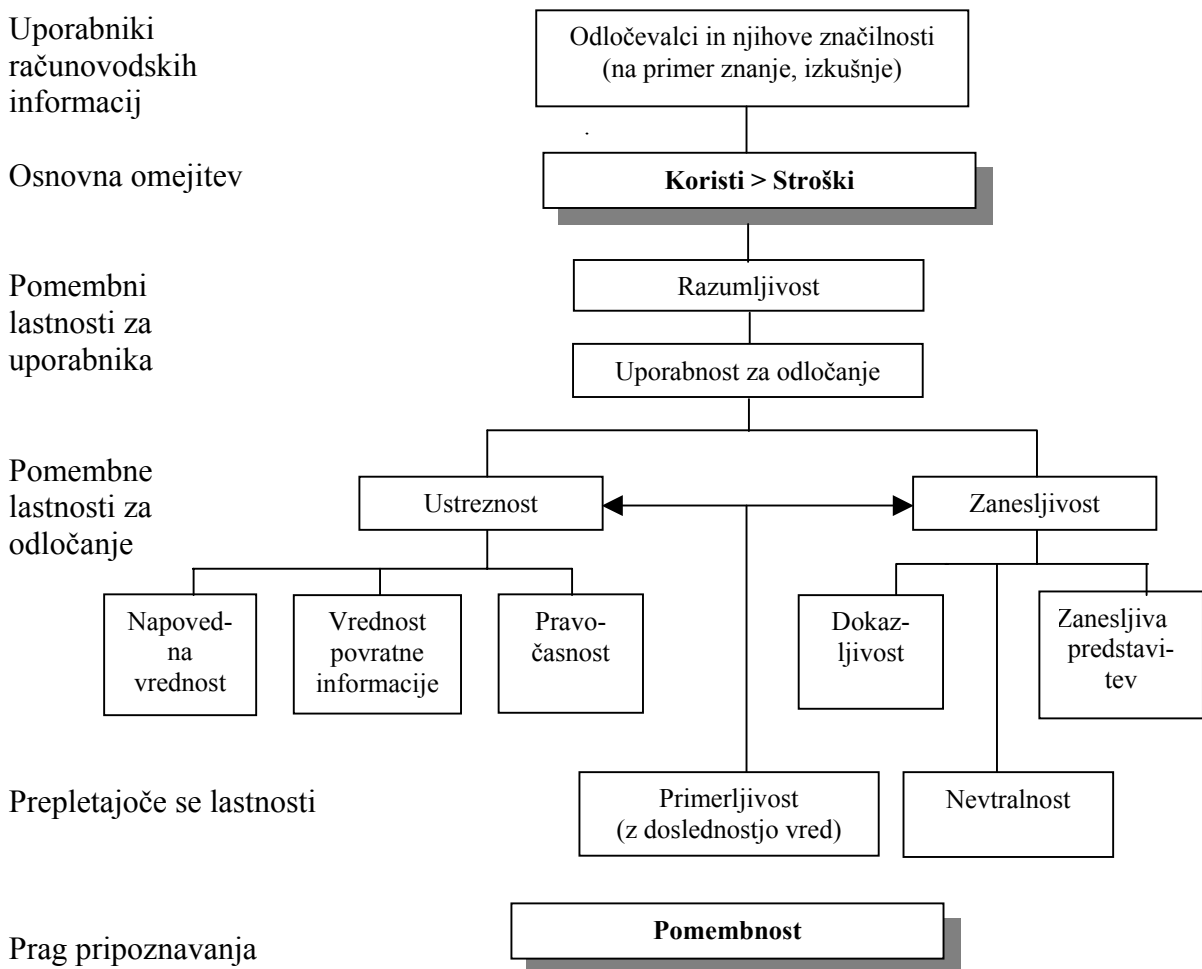 Uporabniki
računovodskih
informacij
Odločevalci in njihove značilnosti
(na primer znanje, izkušnje)
.
Osnovna omejitev
Koristi > Stroški
Pomembni
lastnosti za
uporabnika
Razumljivost
Uporabnost za odločanje
Pomembne
lastnosti za
odločanje
Ustreznost
Zanesljivost
Napoved-
na
vrednost
Vrednost
povratne
informacije
Pravo-
časnost
Dokaz-
ljivost
Zanesljiva
predstavi-
tev
Prepletajoče se lastnosti
Primerljivost
(z doslednostjo vred)
Nevtralnost
Prag pripoznavanja
Pomembnost